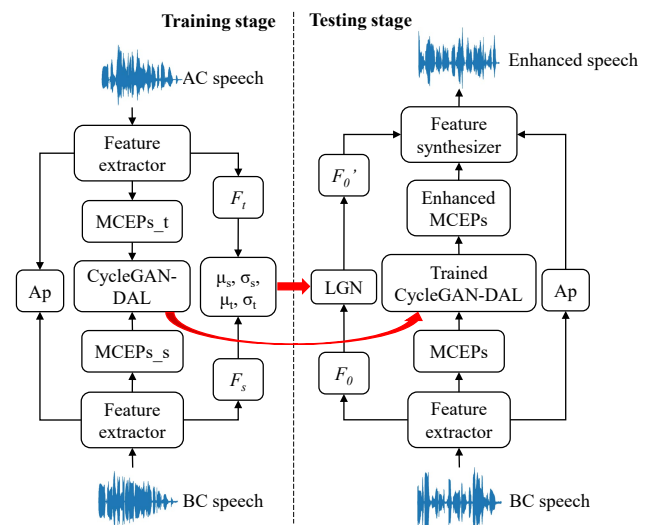 Training stage
Testing stage
AC speech
Enhanced speech
Feature
extractor
Feature
synthesizer
F_t
F_0'
MCEPs_t
Enhanced
MCEPs
Ap
CycleGAN-
DAL
μ_s, σ_s,
μ_t, σ_t
LGN
Trained
CycleGAN-DAL
Ap
MCEPs_s
MCEPs
F_s
F_0
Feature
extractor
Feature
extractor
BC speech
BC speech